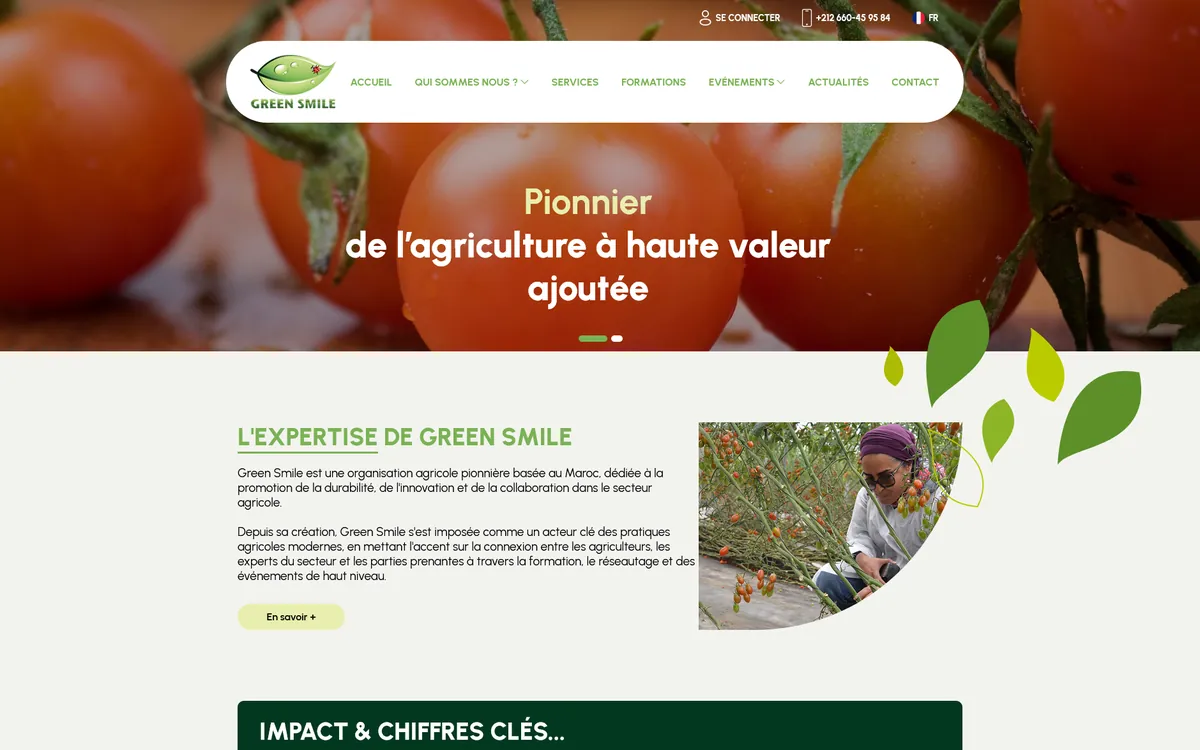 SE CONNECTER
+212 660-45 95 84
FR
GREEN SMILE
ACCUEIL
QUI SOMMES NOUS ?
SERVICES
FORMATIONS
EVÉNEMENTS
ACTUALITÉS
CONTACT
Pionnier
de l’agriculture à haute valeur
ajoutée
L'EXPERTISE DE GREEN SMILE
Green Smile est une organisation agricole pionnière basée au Maroc, dédiée à la
promotion de la durabilité, de l'innovation et de la collaboration dans le secteur
agricole.
Depuis sa création, Green Smile s'est imposée comme un acteur clé des pratiques
agricoles modernes, en mettant l'accent sur la connexion entre les agriculteurs, les
experts du secteur et les parties prenantes à travers la formation, le réseautage et des
événements de haut niveau.
En savoir +
IMPACT & CHIFFRES CLÉS...